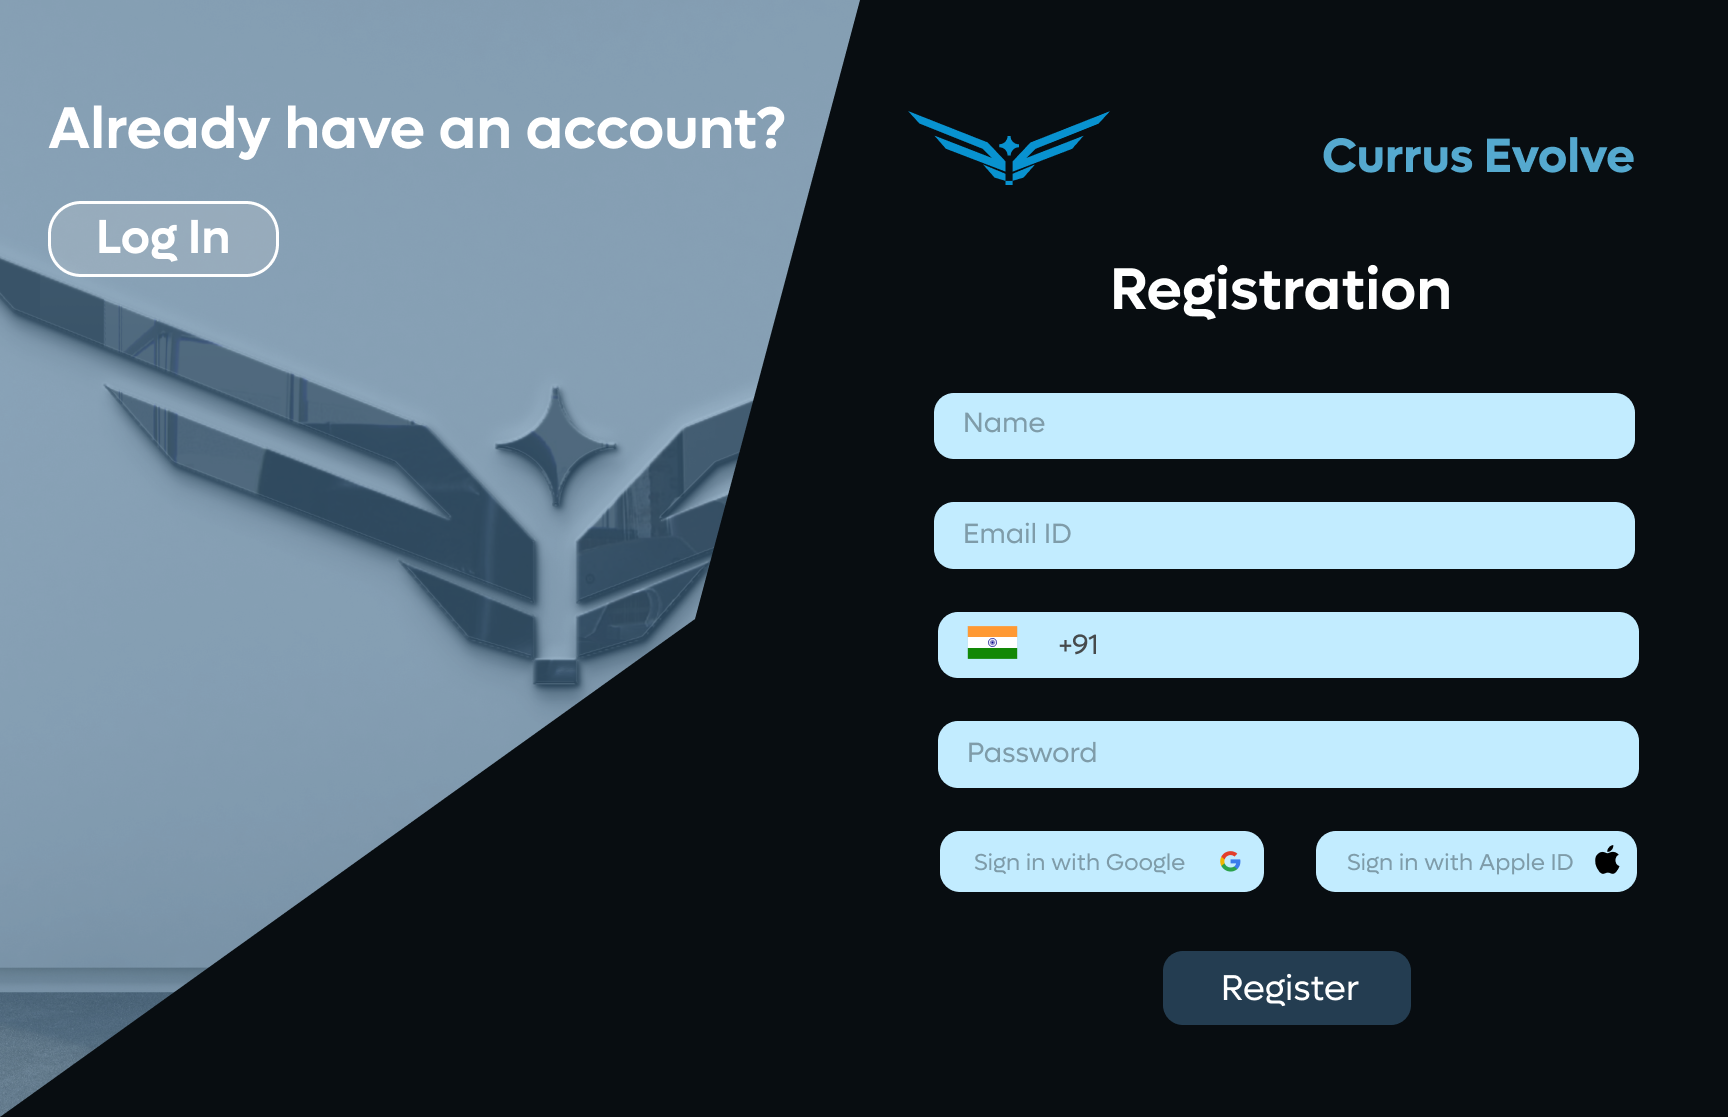 Already have an account?
Log In
Currus Evolve
Registration
Name
Email ID
+91
Password
Sign in with Google
Sign in with Apple ID
Register